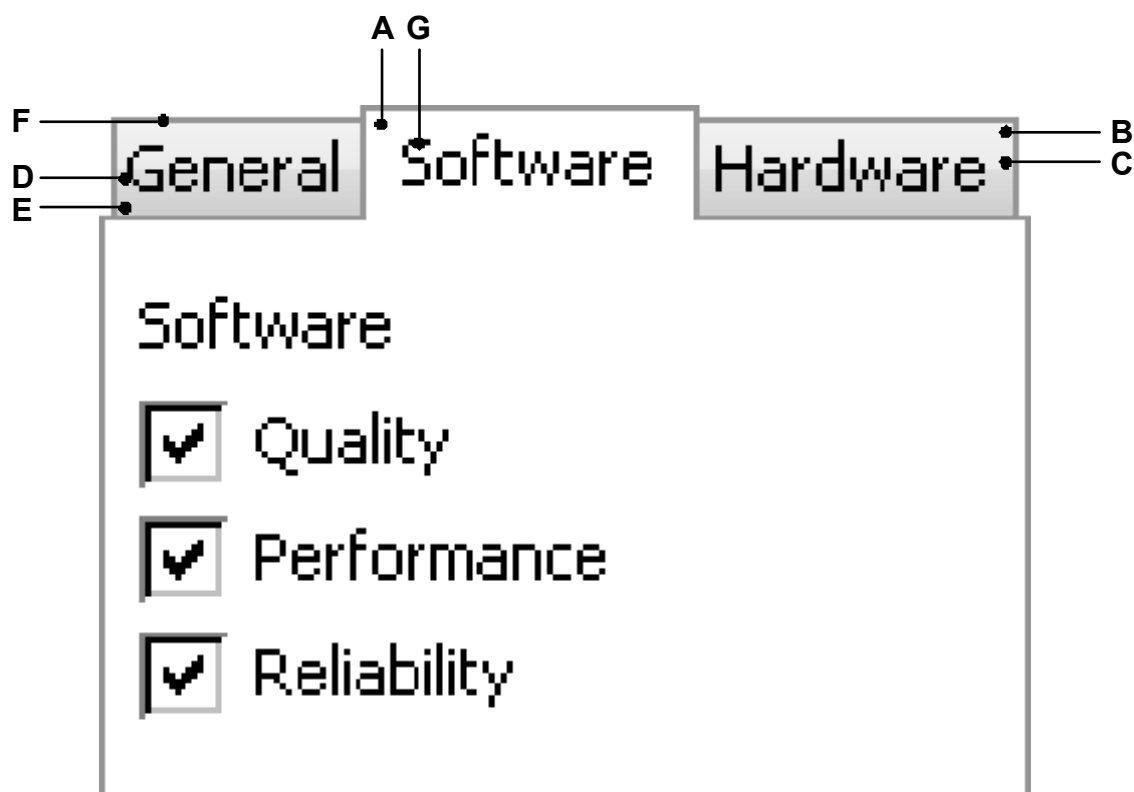 A G
F
B
C
D
E
General Software Hardware
Software
Quality
Performance
Reliability